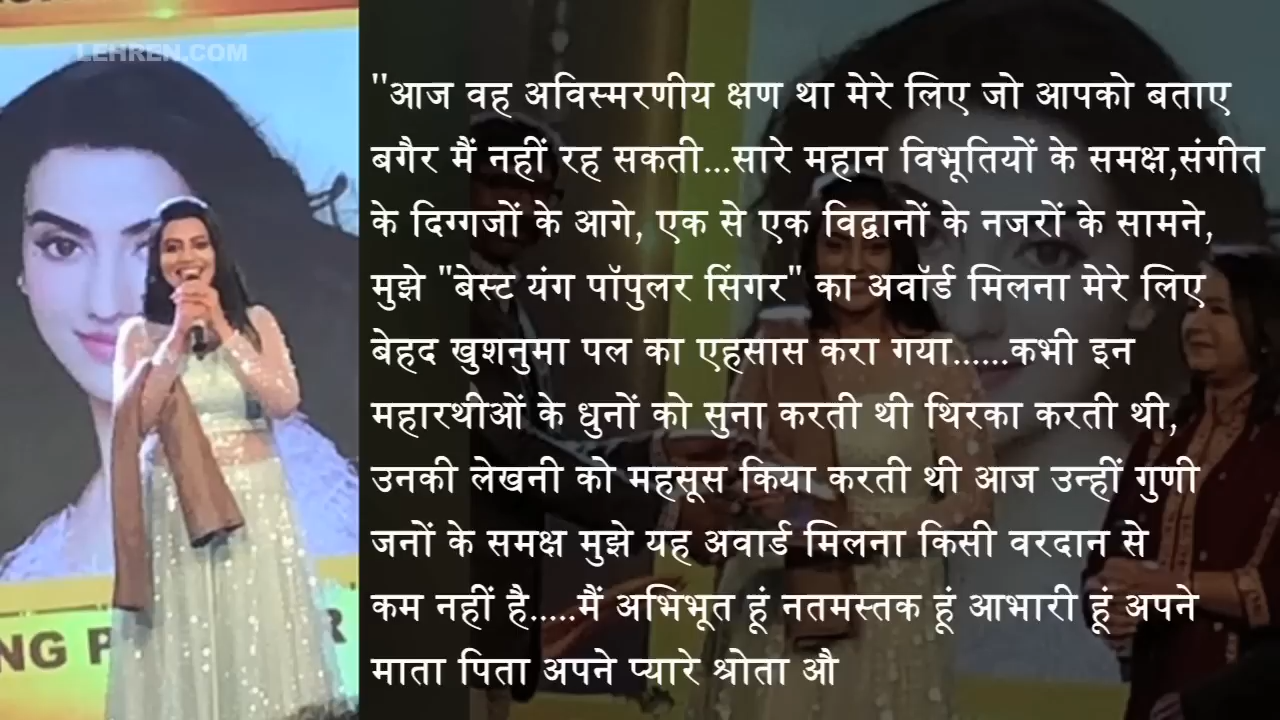 LEHREN.COM
"आज वह अविस्मरणीय क्षण था मेरे लिए जो आपको बताए
बगैर मैं नहीं रह सकती...सारे महान विभूतियों के समक्ष,संगीत
के दिग्गजों के आगे, एक से एक विद्वानों के नजरों के सामने,
मुझे "बेस्ट यंग पॉपुलर सिंगर" का अवॉर्ड मिलना मेरे लिए
बेहद खुशनुमा पल का एहसास करा गया......कभी इन
महारथीओं के धुनों को सुना करती थी थिरका करती थी,
उनकी लेखनी को महसूस किया करती थी आज उन्हीं गुणी
जनों के समक्ष मुझे यह अवार्ड मिलना किसी वरदान से
कम नहीं है.....मैं अभिभूत हूं नतमस्तक हूं आभारी हूं अपने
माता पिता अपने प्यारे श्रोता औ
NG P R